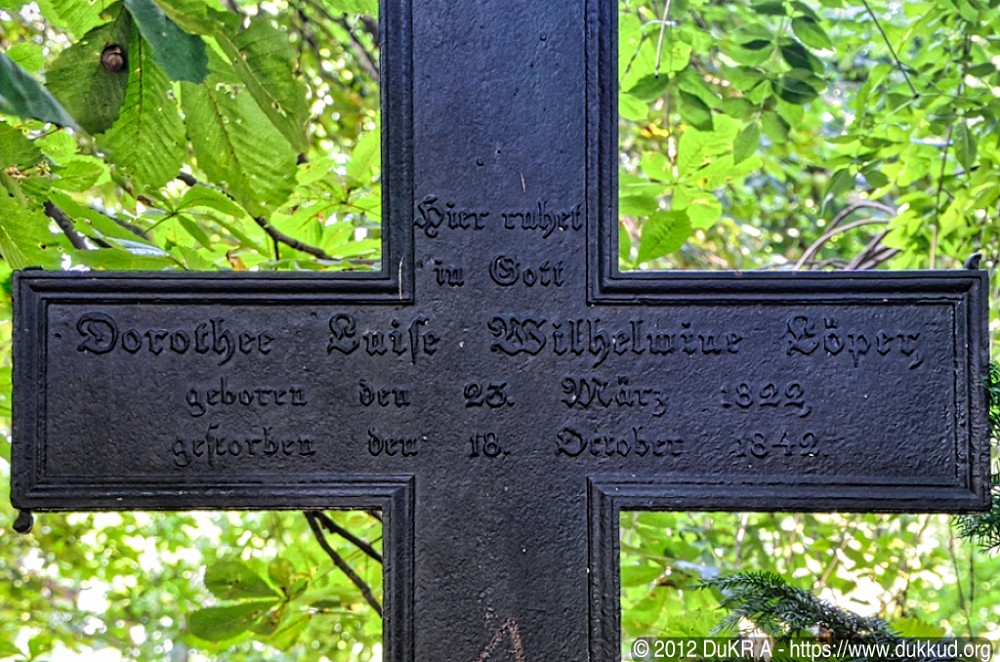 Hier ruhet
in Gott
Dorothee Luise Wilhelmine Löper,
geboren den 23. März 1822,
gestorben den 18. October 1842.
© 2012 DuKR A - https://www.dukkud.org